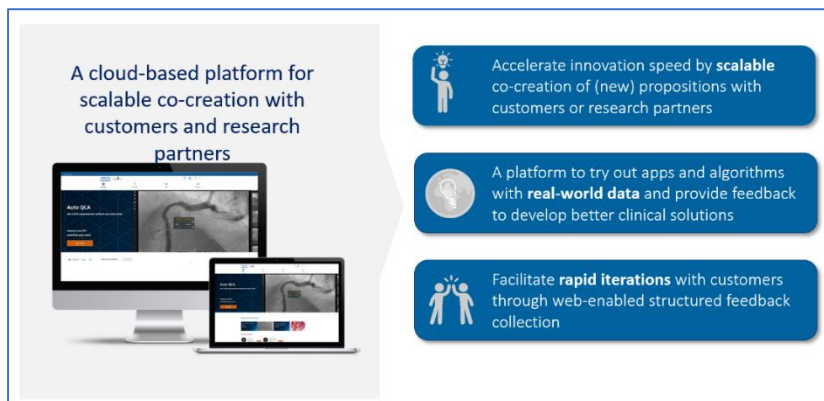 A cloud-based platform for
scalable co-creation with
customers and research
partners
Auto QCA
Auto QCA
Accelerate innovation speed by scalable
co-creation of (new) propositions with
customers or research partners
A platform to try out apps and algorithms
with real-world data and provide feedback
to develop better clinical solutions
Facilitate rapid iterations with customers
through web-enabled structured feedback
collection